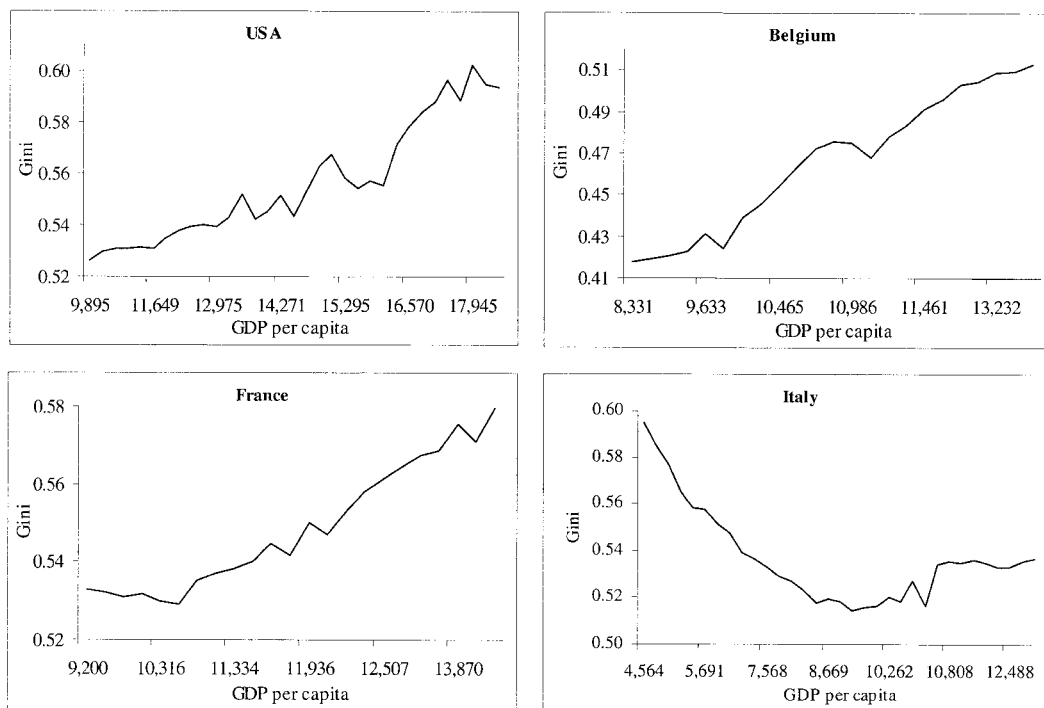 USA
0.60
0.58
0.56
0.54
0.52
Gini
9,895 11,649 12,975 14,271 15,295 16,570 17,945
GDP per capita
Belgium
0.51
0.49
0.47
0.45
0.43
0.41
Gini
8,331 9,633 10,465 10,986 11,461 13,232
GDP per capita
France
0.58
0.56
0.54
0.52
Gini
9,200 10,316 11,334 11,936 12,507 13,870
GDP per capita
Italy
0.60
0.58
0.56
0.54
0.52
0.50
Gini
4,564 5,691 7,568 8,669 10,262 10,808 12,488
GDP per capita